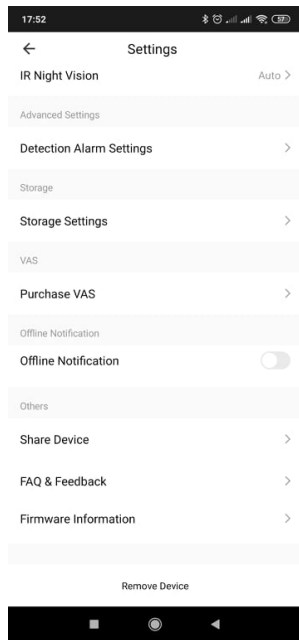 17:52
57
Settings
IR Night Vision
Auto
Advanced Settings
Detection Alarm Settings
Storage
Storage Settings
VAS
Purchase VAS
Offline Notification
Offline Notification
Others
Share Device
FAQ & Feedback
Firmware Information
Remove Device